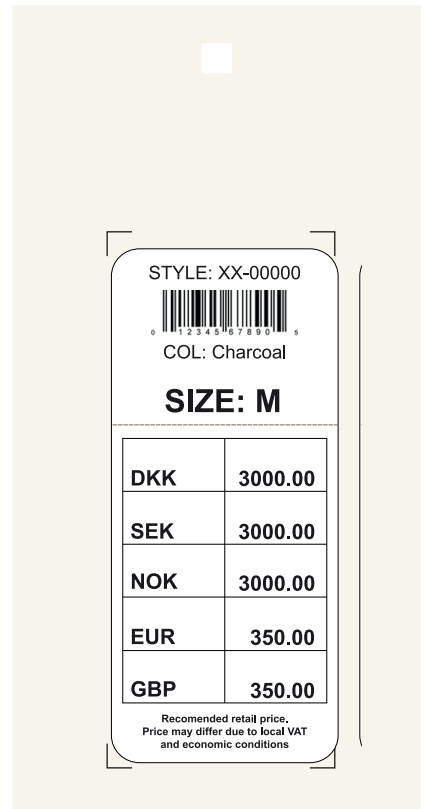 STYLE: XX-00000
0 12345 67890 5
COL: Charcoal
SIZE: M
DKK 3000.00
SEK 3000.00
NOK 3000.00
EUR 350.00
GBP 350.00
Recomended retail price.
Price may differ due to local VAT
and economic conditions